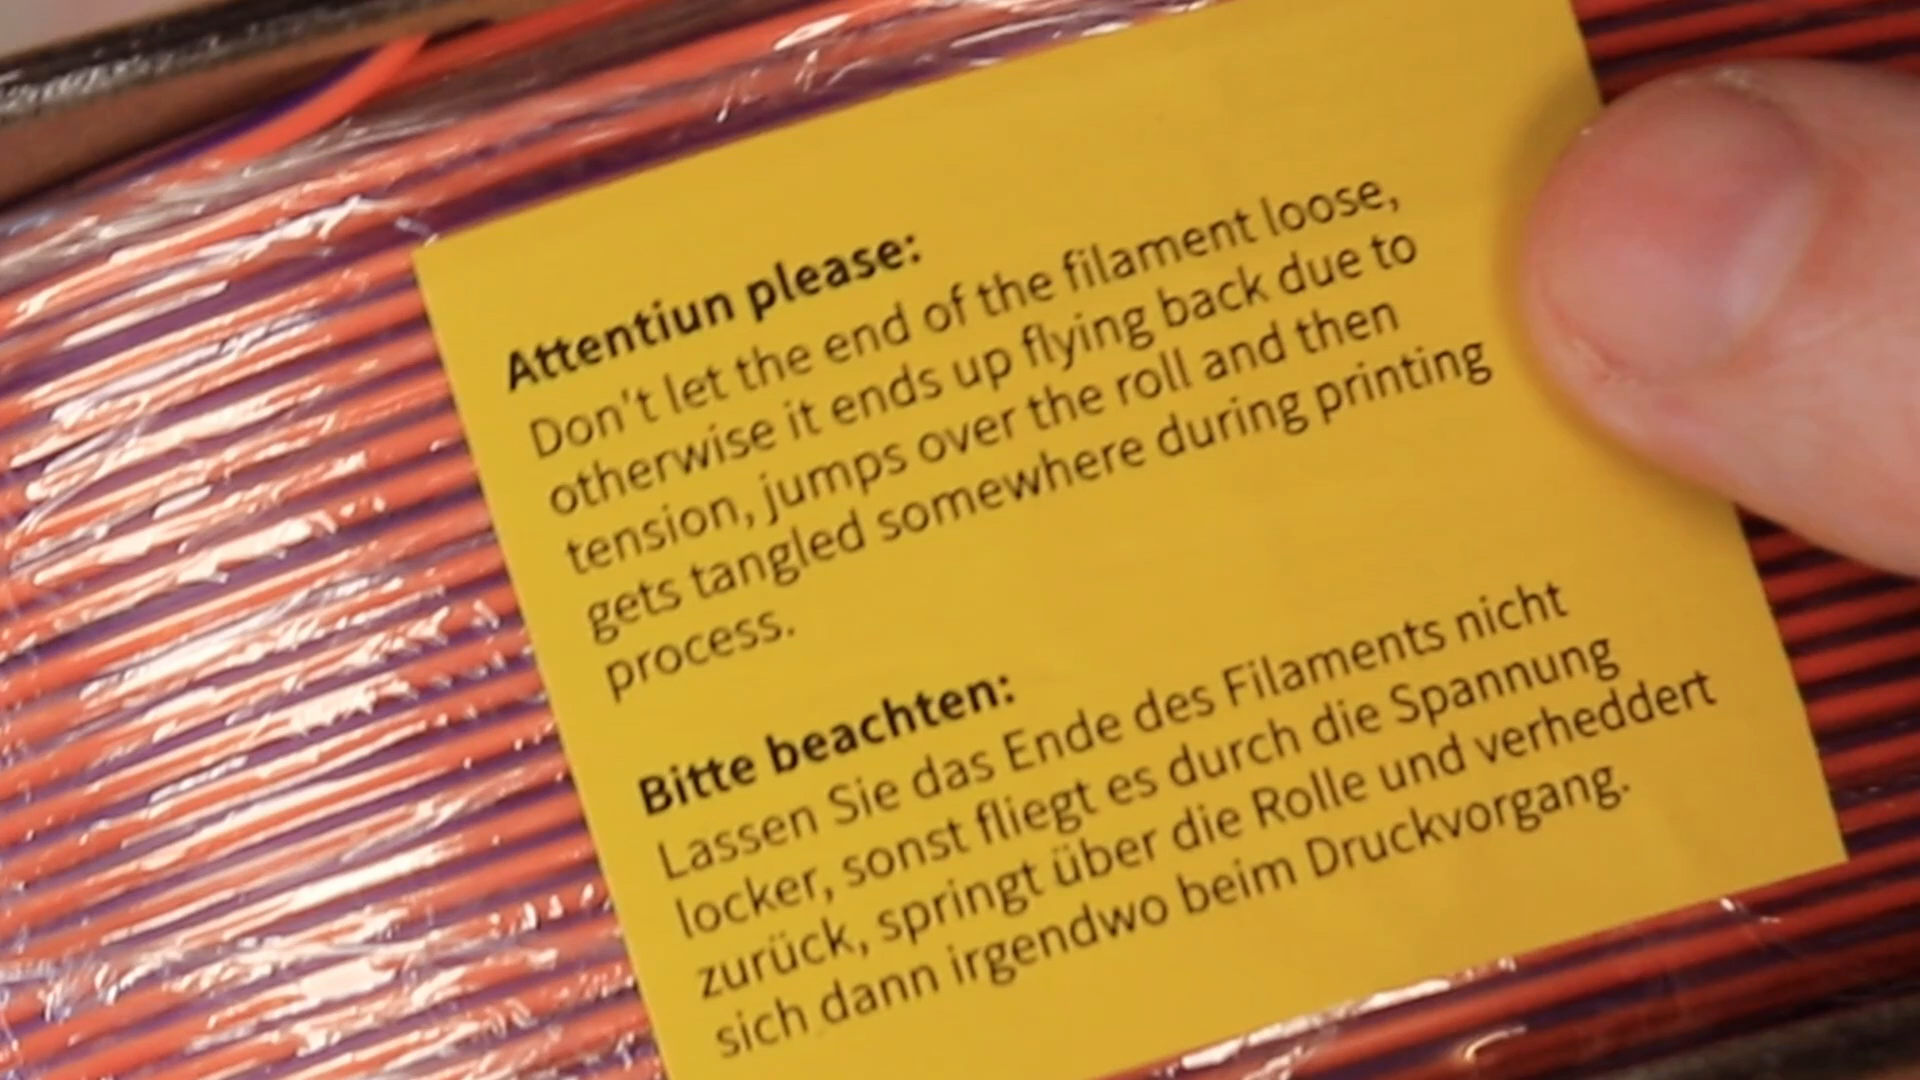 Attentiun please:
Don't let the end of the filament loose,
otherwise it ends up flying back due to
tension, jumps over the roll and then
gets tangled somewhere during printing
process.
Bitte beachten:
Lassen Sie das Ende des Filaments nicht
locker, sonst fliegt es durch die Spannung
zurück, springt über die Rolle und verheddert
sich dann irgendwo beim Druckvorgang.